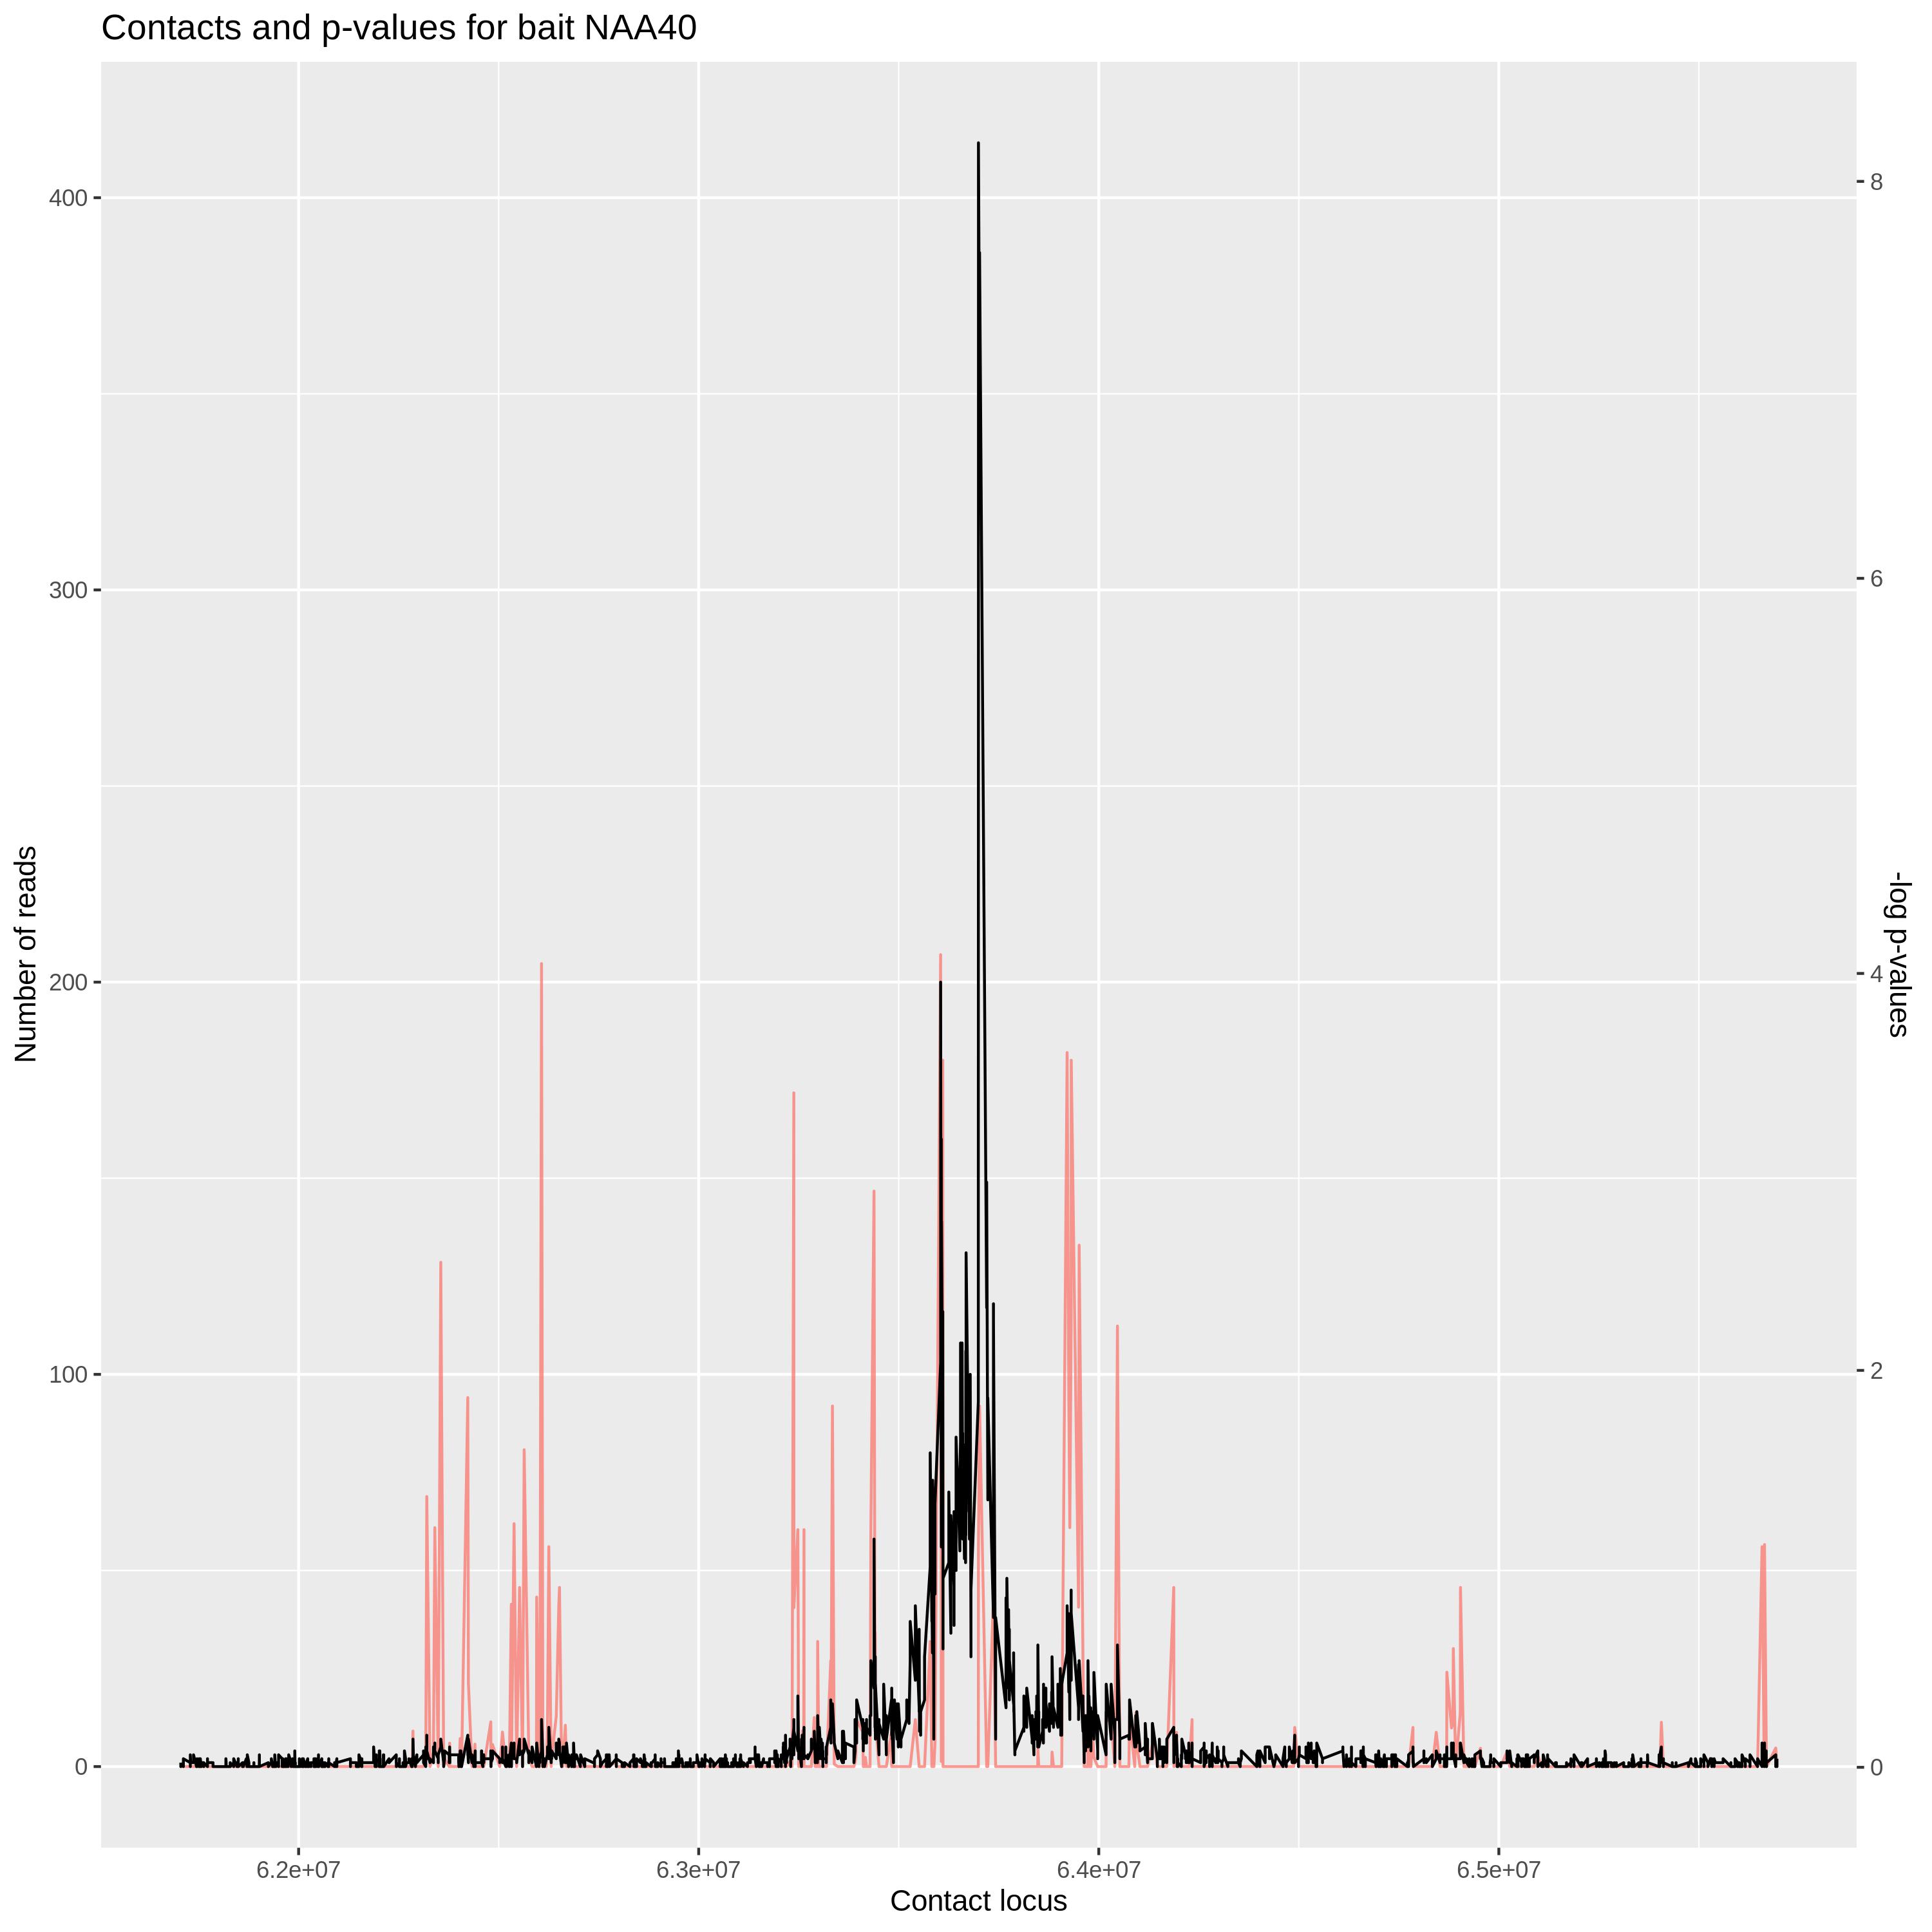 Contacts and p-values for bait NAA40
Number of reads
400
300
200
100
0
8
6
4
2
0
-log p-values
6.2e+07 6.3e+07 6.4e+07 6.5e+07
Contact locus